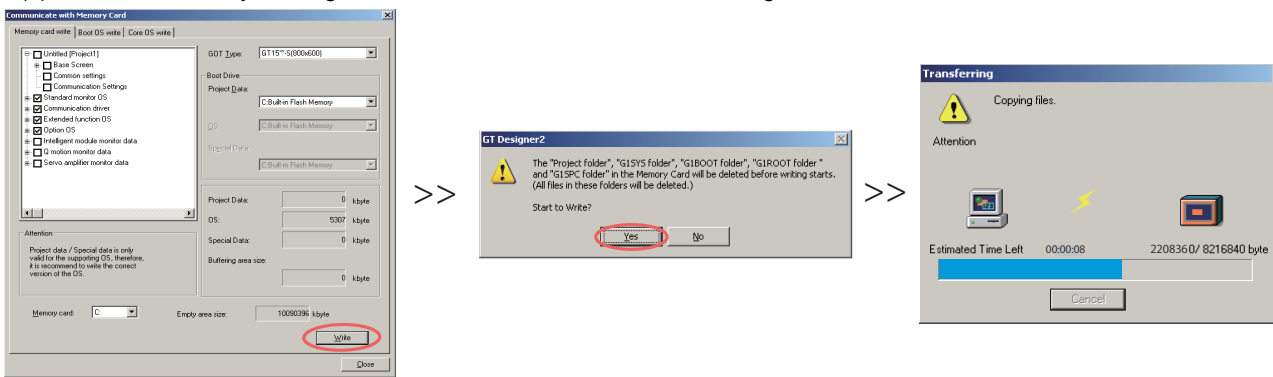 Communicate with Memory Card
Memory card write Boot OS write Core OS write
Untitled [Project1]
Base Screen
Common settings
Communication Settings
Standard monitor OS
Communication driver
Extended function OS
Option OS
Intelligent module monitor data
Q motion monitor data
Servo amplifier monitor data
GOT Type: GT15**-S(800x600)
Boot Drive
Project Data:
C:Built-in Flash Memory
OS: C:Built-in Flash Memory
Special Data:
C:Built-in Flash Memory
Project Data: 0 kbyte
OS: 5307 kbyte
Special Data: 0 kbyte
Buffering area size:
0 kbyte
Attention
Project data / Special data is only
valid for the supporting OS, therefore,
it is recommend to write the correct
version of the OS.
Memory card: C: Empty area size: 10090396 kbyte
Write
Close
>>
GT Designer2
The "Project folder", "G1SYS folder", "G1BOOT folder", "G1ROOT folder "
and "G1SPC folder" in the Memory Card will be deleted before writing starts.
(All files in these folders will be deleted.)
Start to Write?
Yes No
>>
Transferring
Copying files.
Attention
Estimated Time Left 00:00:08 2208360/ 8216840 byte
Cancel